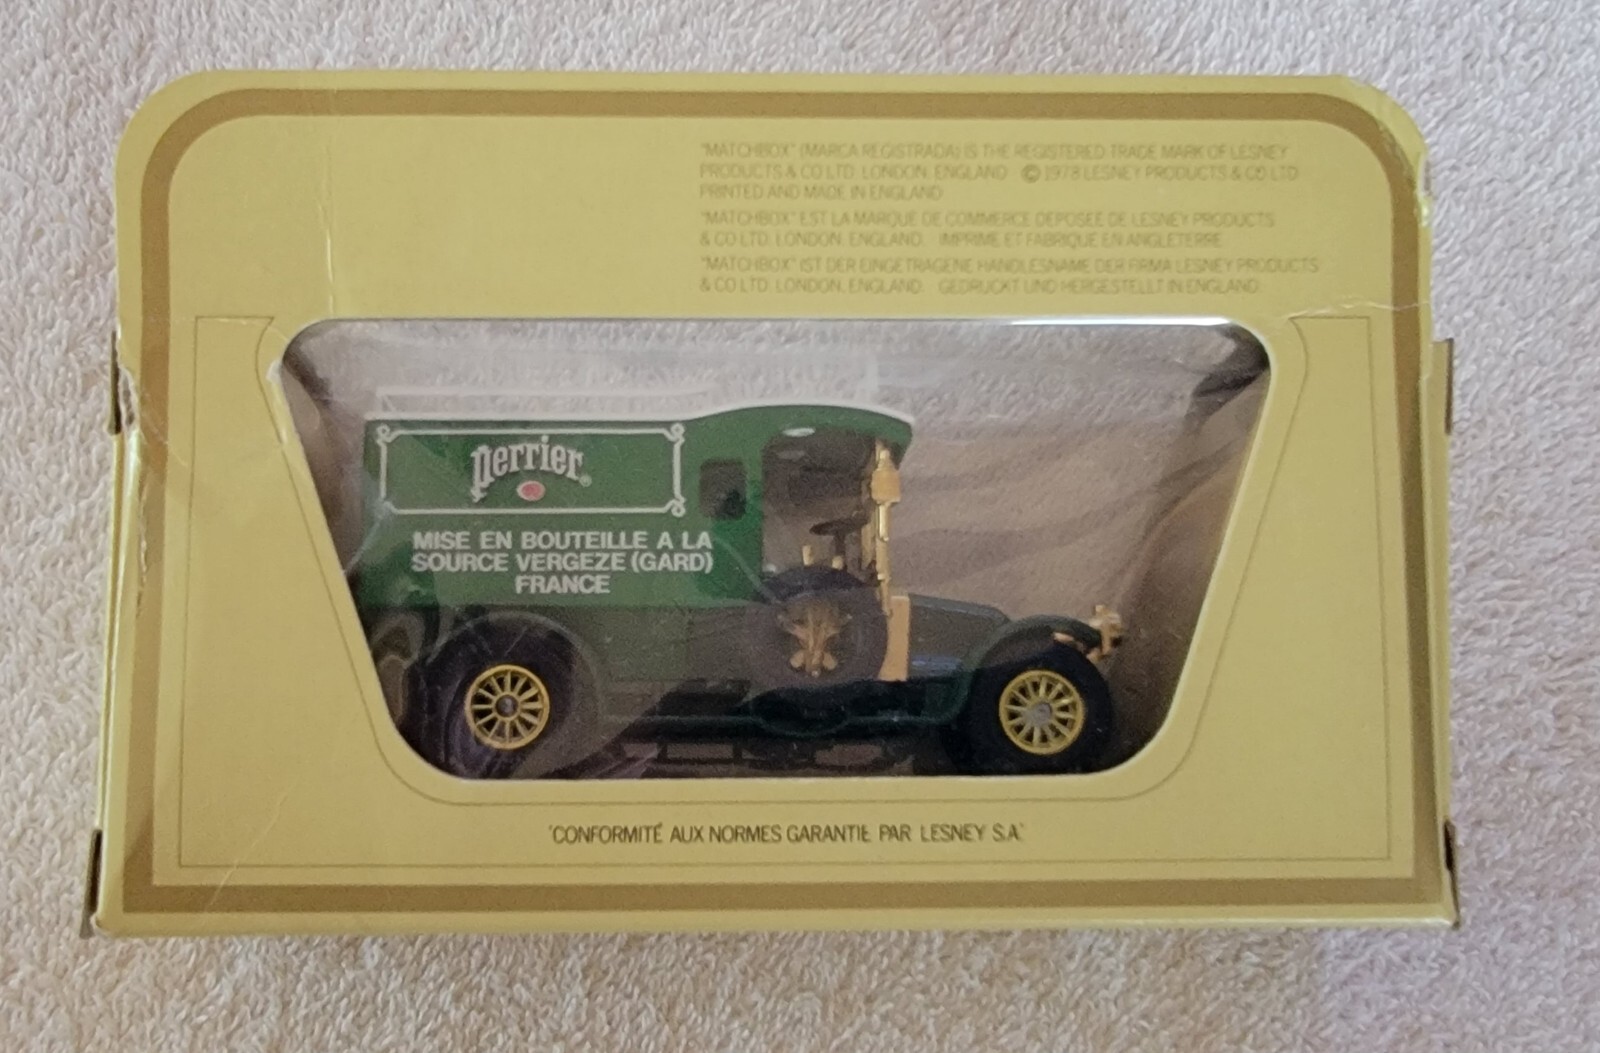 "MATCHBOX" (MARCA REGISTRADA) IS THE REGISTERED TRADE MARK OF LESNEY
PRODUCTS & CO LTD. LONDON. ENGLAND © 1978 LESNEY PRODUCTS & CO LTD
PRINTED AND MADE IN ENGLAND
"MATCHBOX" EST LA MARQUE DE COMMERCE DEPOSEE DE LESNEY PRODUCTS
& CO LTD. LONDON. ENGLAND. IMPRIME ET FABRIQUE EN ANGLETERRE
"MATCHBOX" IST DER EINGETRAGENE HANDLESNAME DER FIRMA LESNEY PRODUCTS
& CO LTD. LONDON. ENGLAND. GEDRUCKT UND HERGESTELLT IN ENGLAND
perrier®
MISE EN BOUTEILLE A LA
SOURCE VERGEZE (GARD)
FRANCE
"CONFORMITÉ AUX NORMES GARANTIE PAR LESNEY S.A."